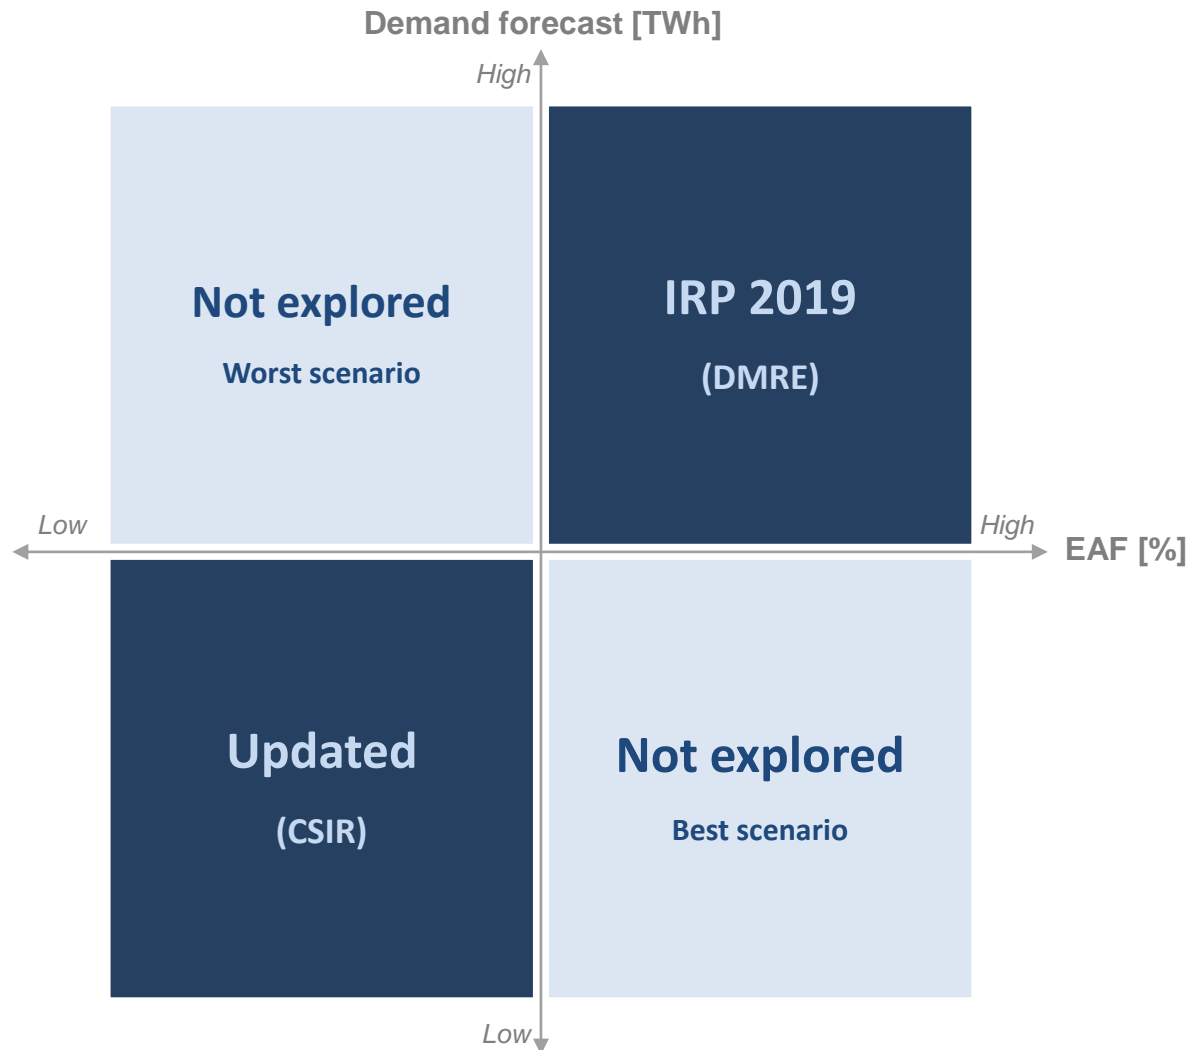 Demand forecast [TWh]
High
Not explored
Worst scenario
IRP 2019
(DMRE)
Low
High
EAF [%]
Updated
(CSIR)
Not explored
Best scenario
Low